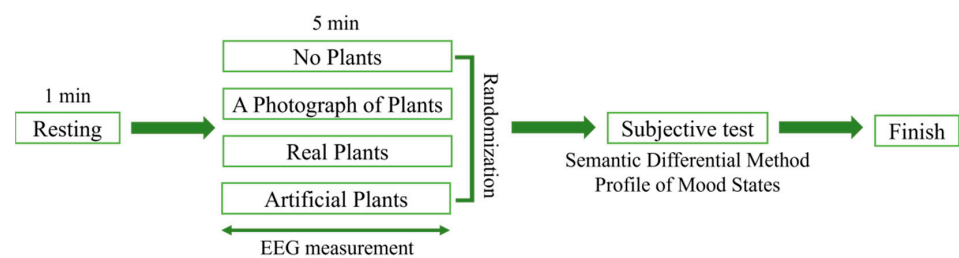 1 min
Resting
5 min
No Plants
A Photograph of Plants
Real Plants
Artificial Plants
EEG measurement
Randomization
Subjective test
Semantic Differential Method
Profile of Mood States
Finish